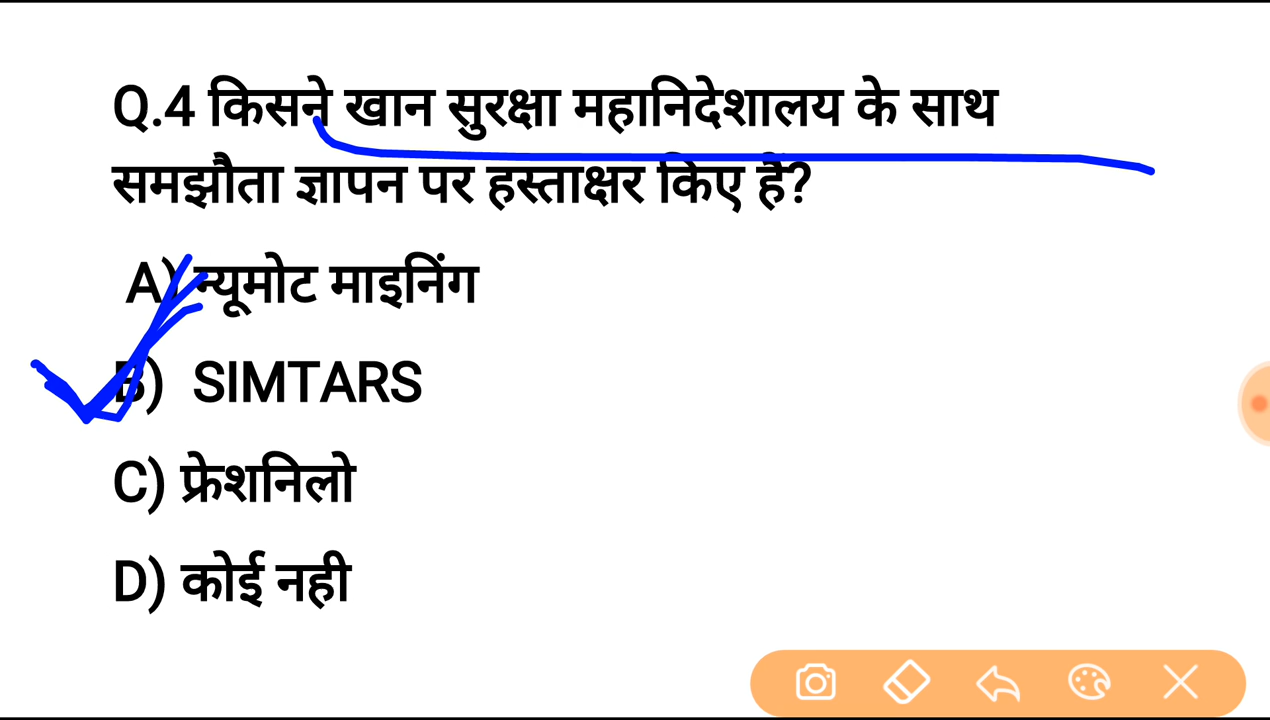 Q.4 किसने खान सुरक्षा महानिदेशालय के साथ
समझौता ज्ञापन पर हस्ताक्षर किए हैं?
A) न्यूमोट माइनिंग
B) SIMTARS
C) फ्रेशनिलो
D) कोई नही